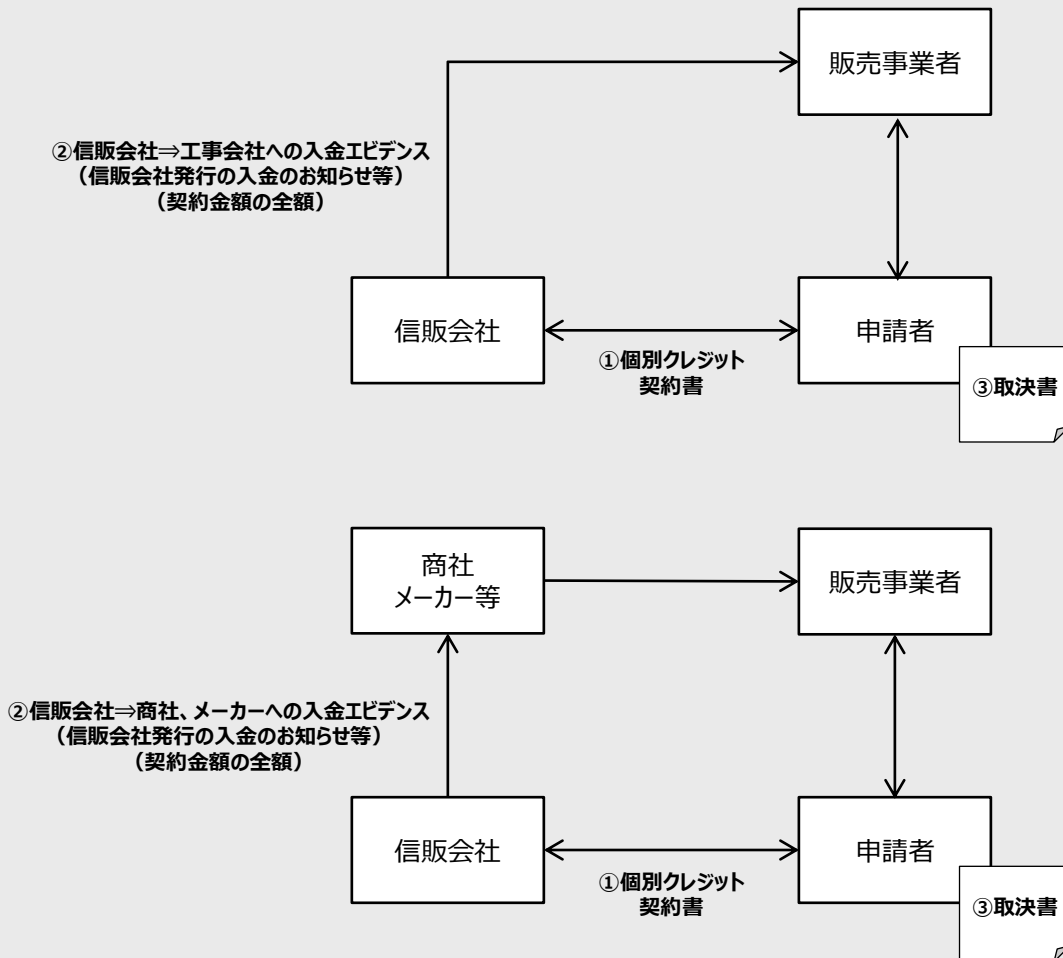 販売事業者
②信販会社⇒工事会社への入金エビデンス
（信販会社発行の入金のお知らせ等）
（契約金額の全額）
信販会社
①個別クレジット
契約書
申請者
③取決書
商社
メーカー等
販売事業者
②信販会社⇒商社、メーカーへの入金エビデンス
（信販会社発行の入金のお知らせ等）
（契約金額の全額）
信販会社
①個別クレジット
契約書
申請者
③取決書